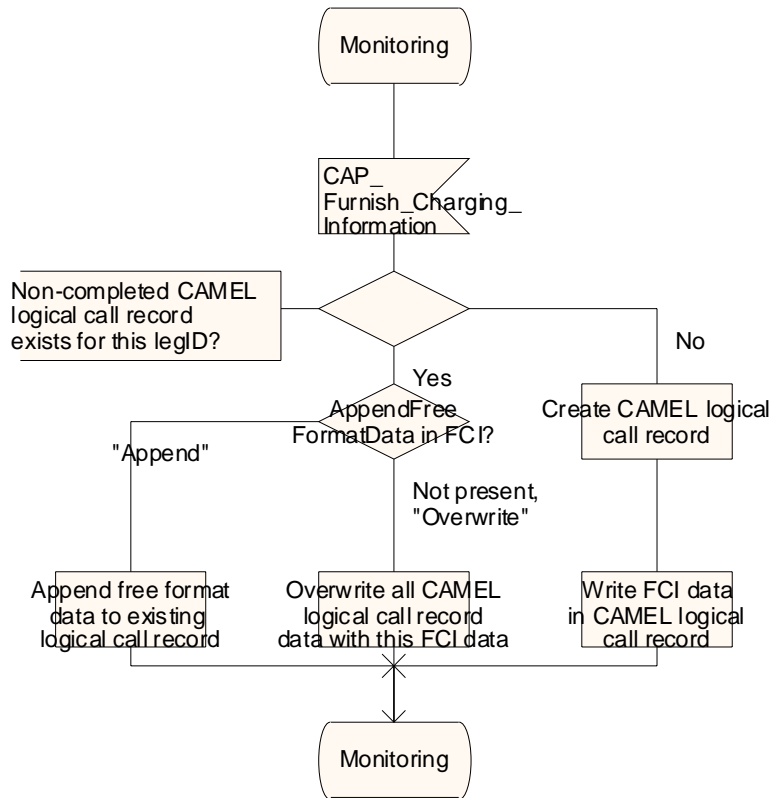 Monitoring
CAP_
Furnish_Charging_
Information
Non-completed CAMEL
logical call record
exists for this legID?
No
Yes
AppendFree
FormatData in FCI?
Create CAMEL logical
call record
"Append"
Not present,
"Overwrite"
Append free format
data to existing
logical call record
Overwrite all CAMEL
logical call record
data with this FCI data
Write FCI data
in CAMEL logical
call record
Monitoring